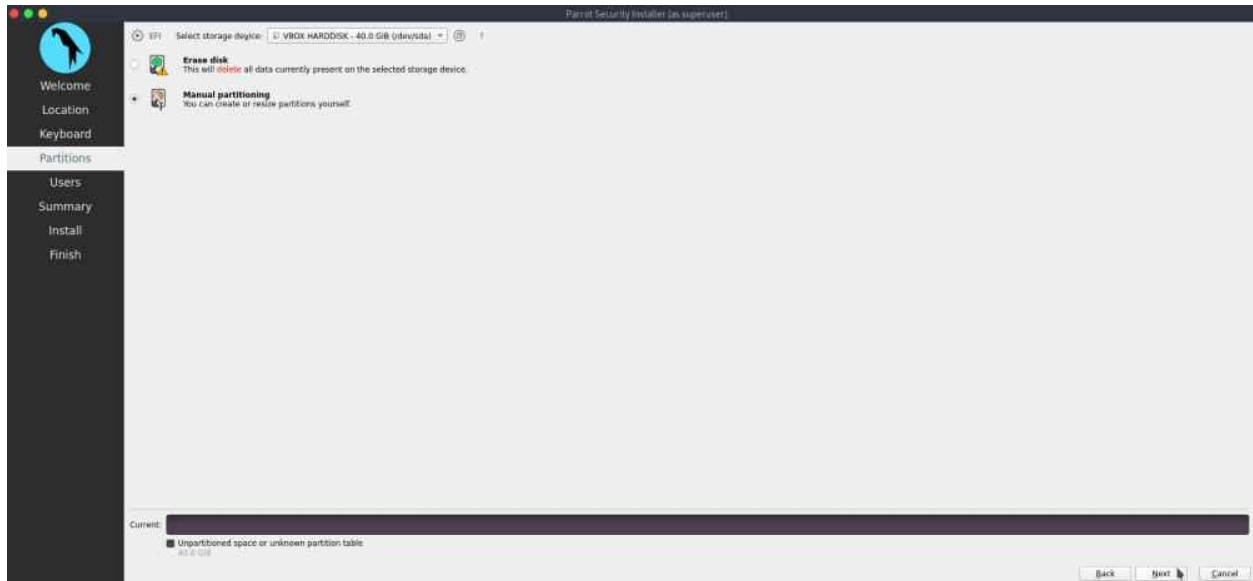 Parrot Security Installer (as superuser)
EFI Select storage device: VBOX HARDDISK - 40.0 GiB (/dev/sda)
Erase disk
This will delete all data currently present on the selected storage device.
Manual partitioning
You can create or resize partitions yourself.
Welcome
Location
Keyboard
Partitions
Users
Summary
Install
Finish
Current:
Unpartitioned space or unknown partition table
40.0 GiB
Back Next Cancel